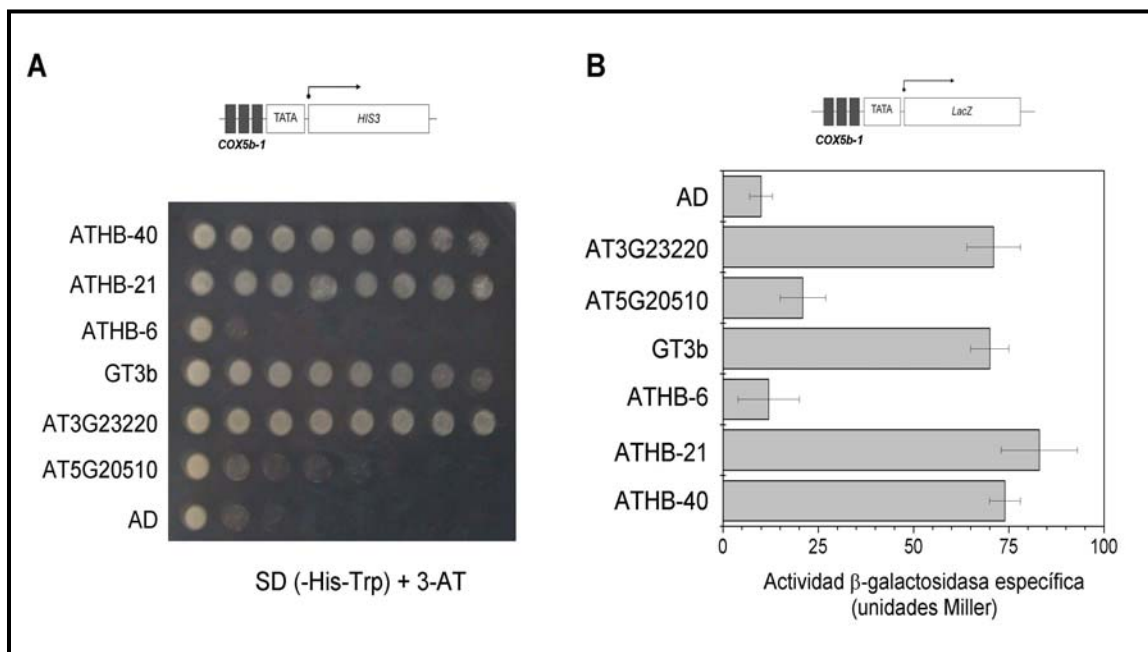 A
TATA
HIS3
COX5b-1
ATHB-40
ATHB-21
ATHB-6
GT3b
AT3G23220
AT5G20510
AD
SD (-His-Trp) + 3-AT
B
TATA
LacZ
COX5b-1
AD
AT3G23220
AT5G20510
GT3b
ATHB-6
ATHB-21
ATHB-40
0 25 50 75 100
Actividad β-galactosidasa específica
(unidades Miller)